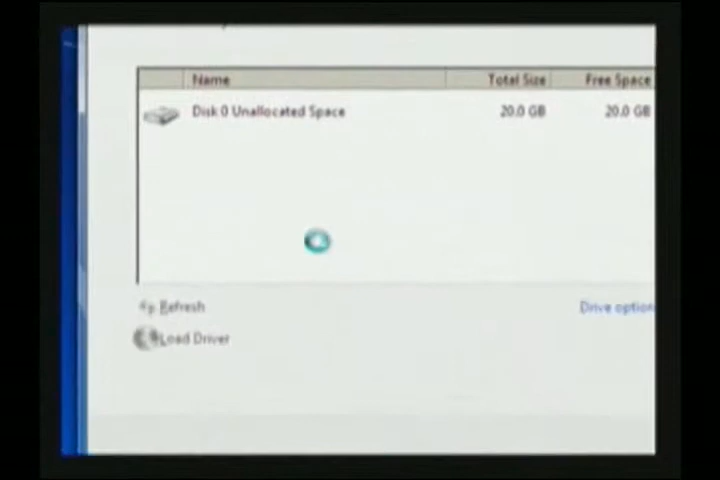 Name Total Size Free Space
Disk 0 Unallocated Space 20.0 GB 20.0 GB
Refresh Drive option
Load Driver